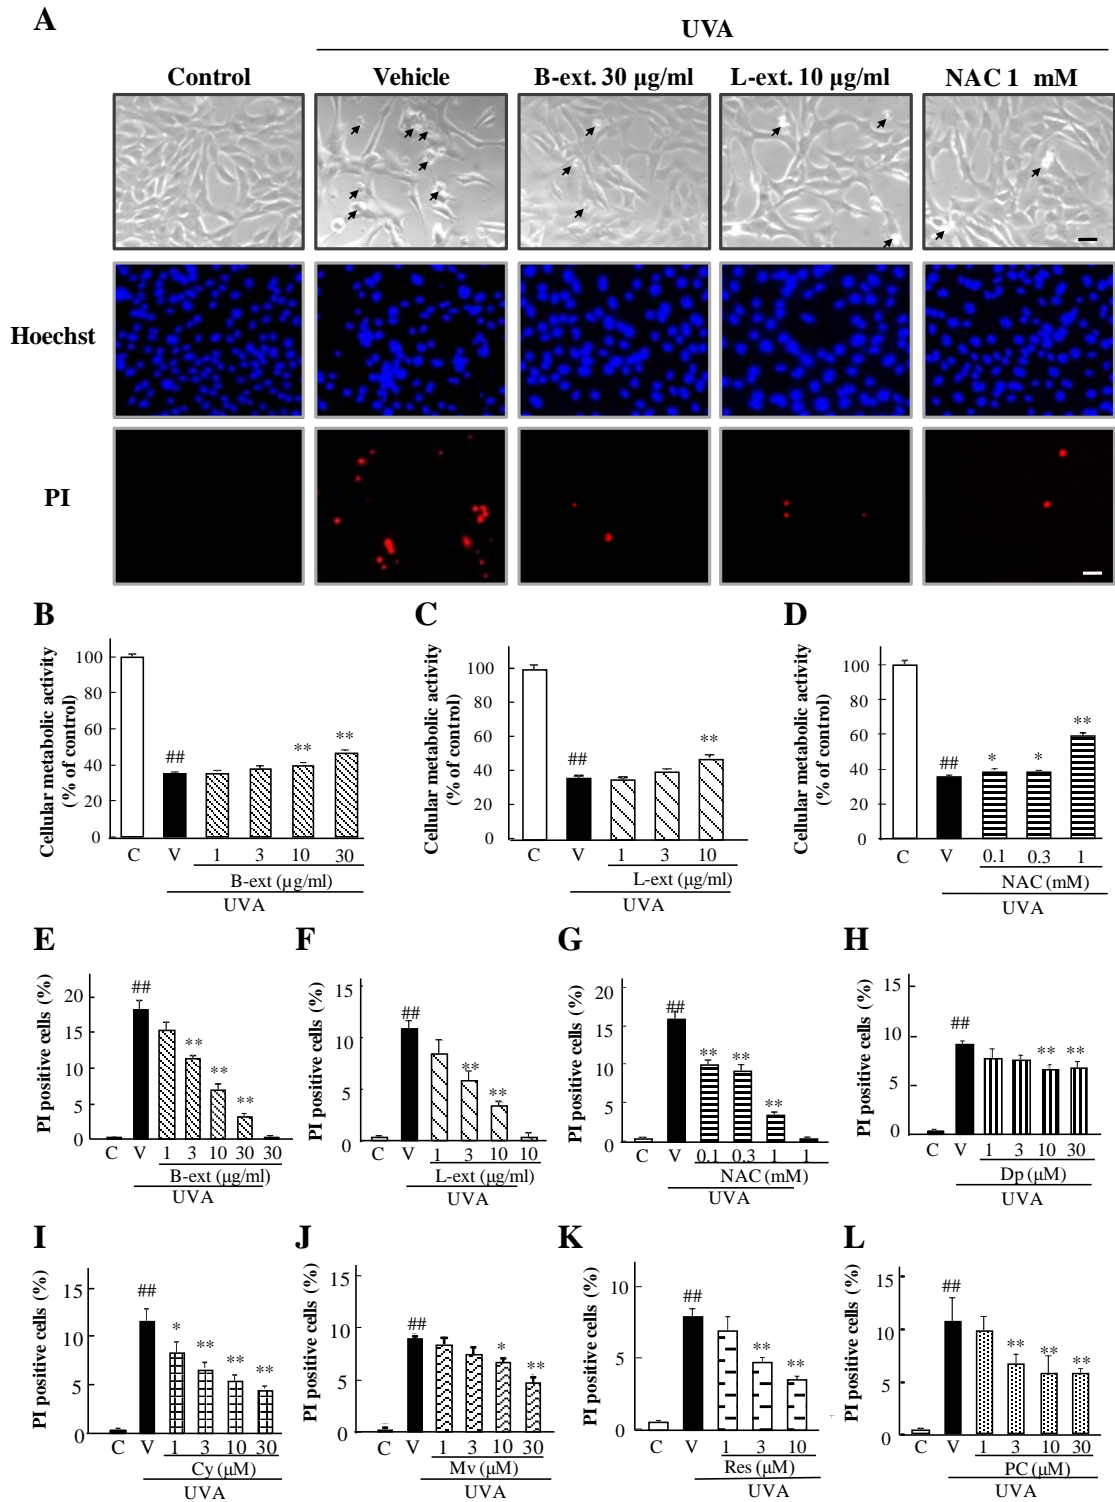 A
UVA
Control Vehicle B-ext. 30 μg/ml L-ext. 10 μg/ml NAC 1 mM
Hoechst
PI
B C D
Cellular metabolic activity
(% of control)
100
80
60
40
20
0
##
**
**
C V 1 3 10 30
B-ext (μg/ml)
UVA
Cellular metabolic activity
(% of control)
100
80
60
40
20
0
##
**
C V 1 3 10
L-ext (μg/ml)
UVA
Cellular metabolic activity
(% of control)
100
80
60
40
20
0
##
*
*
**
C V 0.1 0.3 1
NAC (mM)
UVA
E F G H
PI positive cells (%)
20
15
10
5
0
##
**
**
**
C V 1 3 10 30 30
B-ext (μg/ml)
UVA
PI positive cells (%)
15
10
5
0
##
**
**
C V 1 3 10 10
L-ext (μg/ml)
UVA
PI positive cells (%)
20
15
10
5
0
##
**
**
**
C V 0.1 0.3 1 1
NAC (mM)
UVA
PI positive cells (%)
15
10
5
0
##
**
**
C V 1 3 10 30
Dp (μM)
UVA
I J K L
PI positive cells (%)
15
10
5
0
##
*
**
**
**
C V 1 3 10 30
Cy (μM)
UVA
PI positive cells (%)
15
10
5
0
##
*
**
C V 1 3 10 30
Mv (μM)
UVA
PI positive cells (%)
10
5
0
##
**
**
C V 1 3 10
Res (μM)
UVA
PI positive cells (%)
15
10
5
0
##
**
**
**
C V 1 3 10 30
PC (μM)
UVA